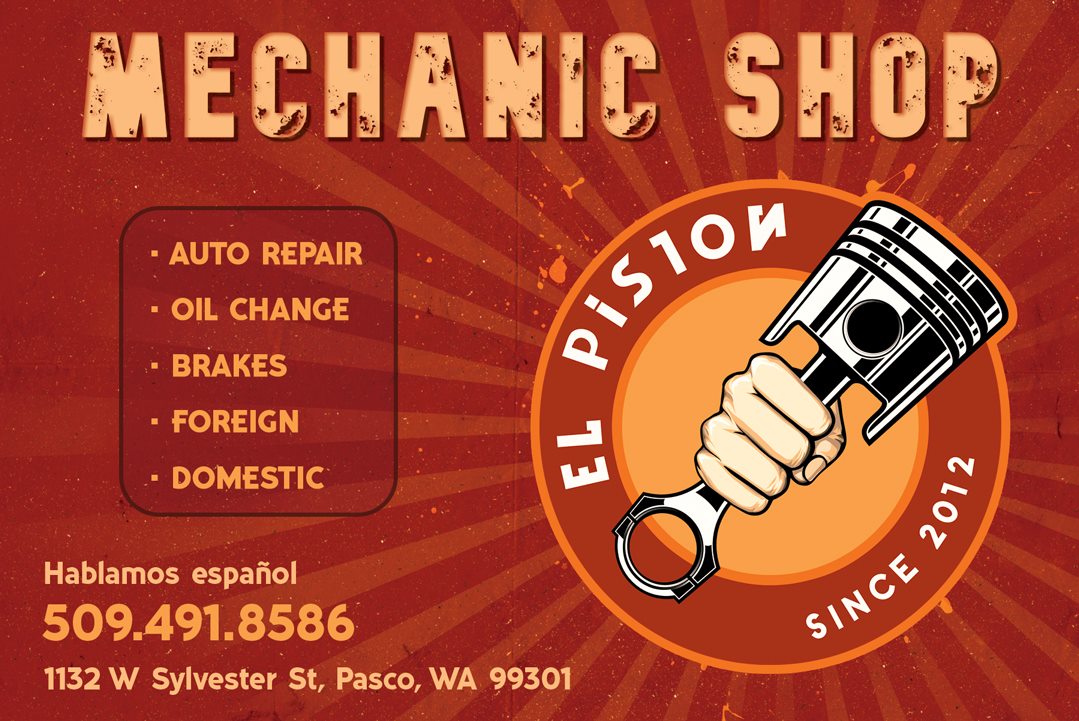 MECHANIC SHOP
· AUTO REPAIR
· OIL CHANGE
· BRAKES
· FOREIGN
· DOMESTIC
EL PiSTON
SINCE 2012
Hablamos español
509.491.8586
1132 W Sylvester St, Pasco, WA 99301